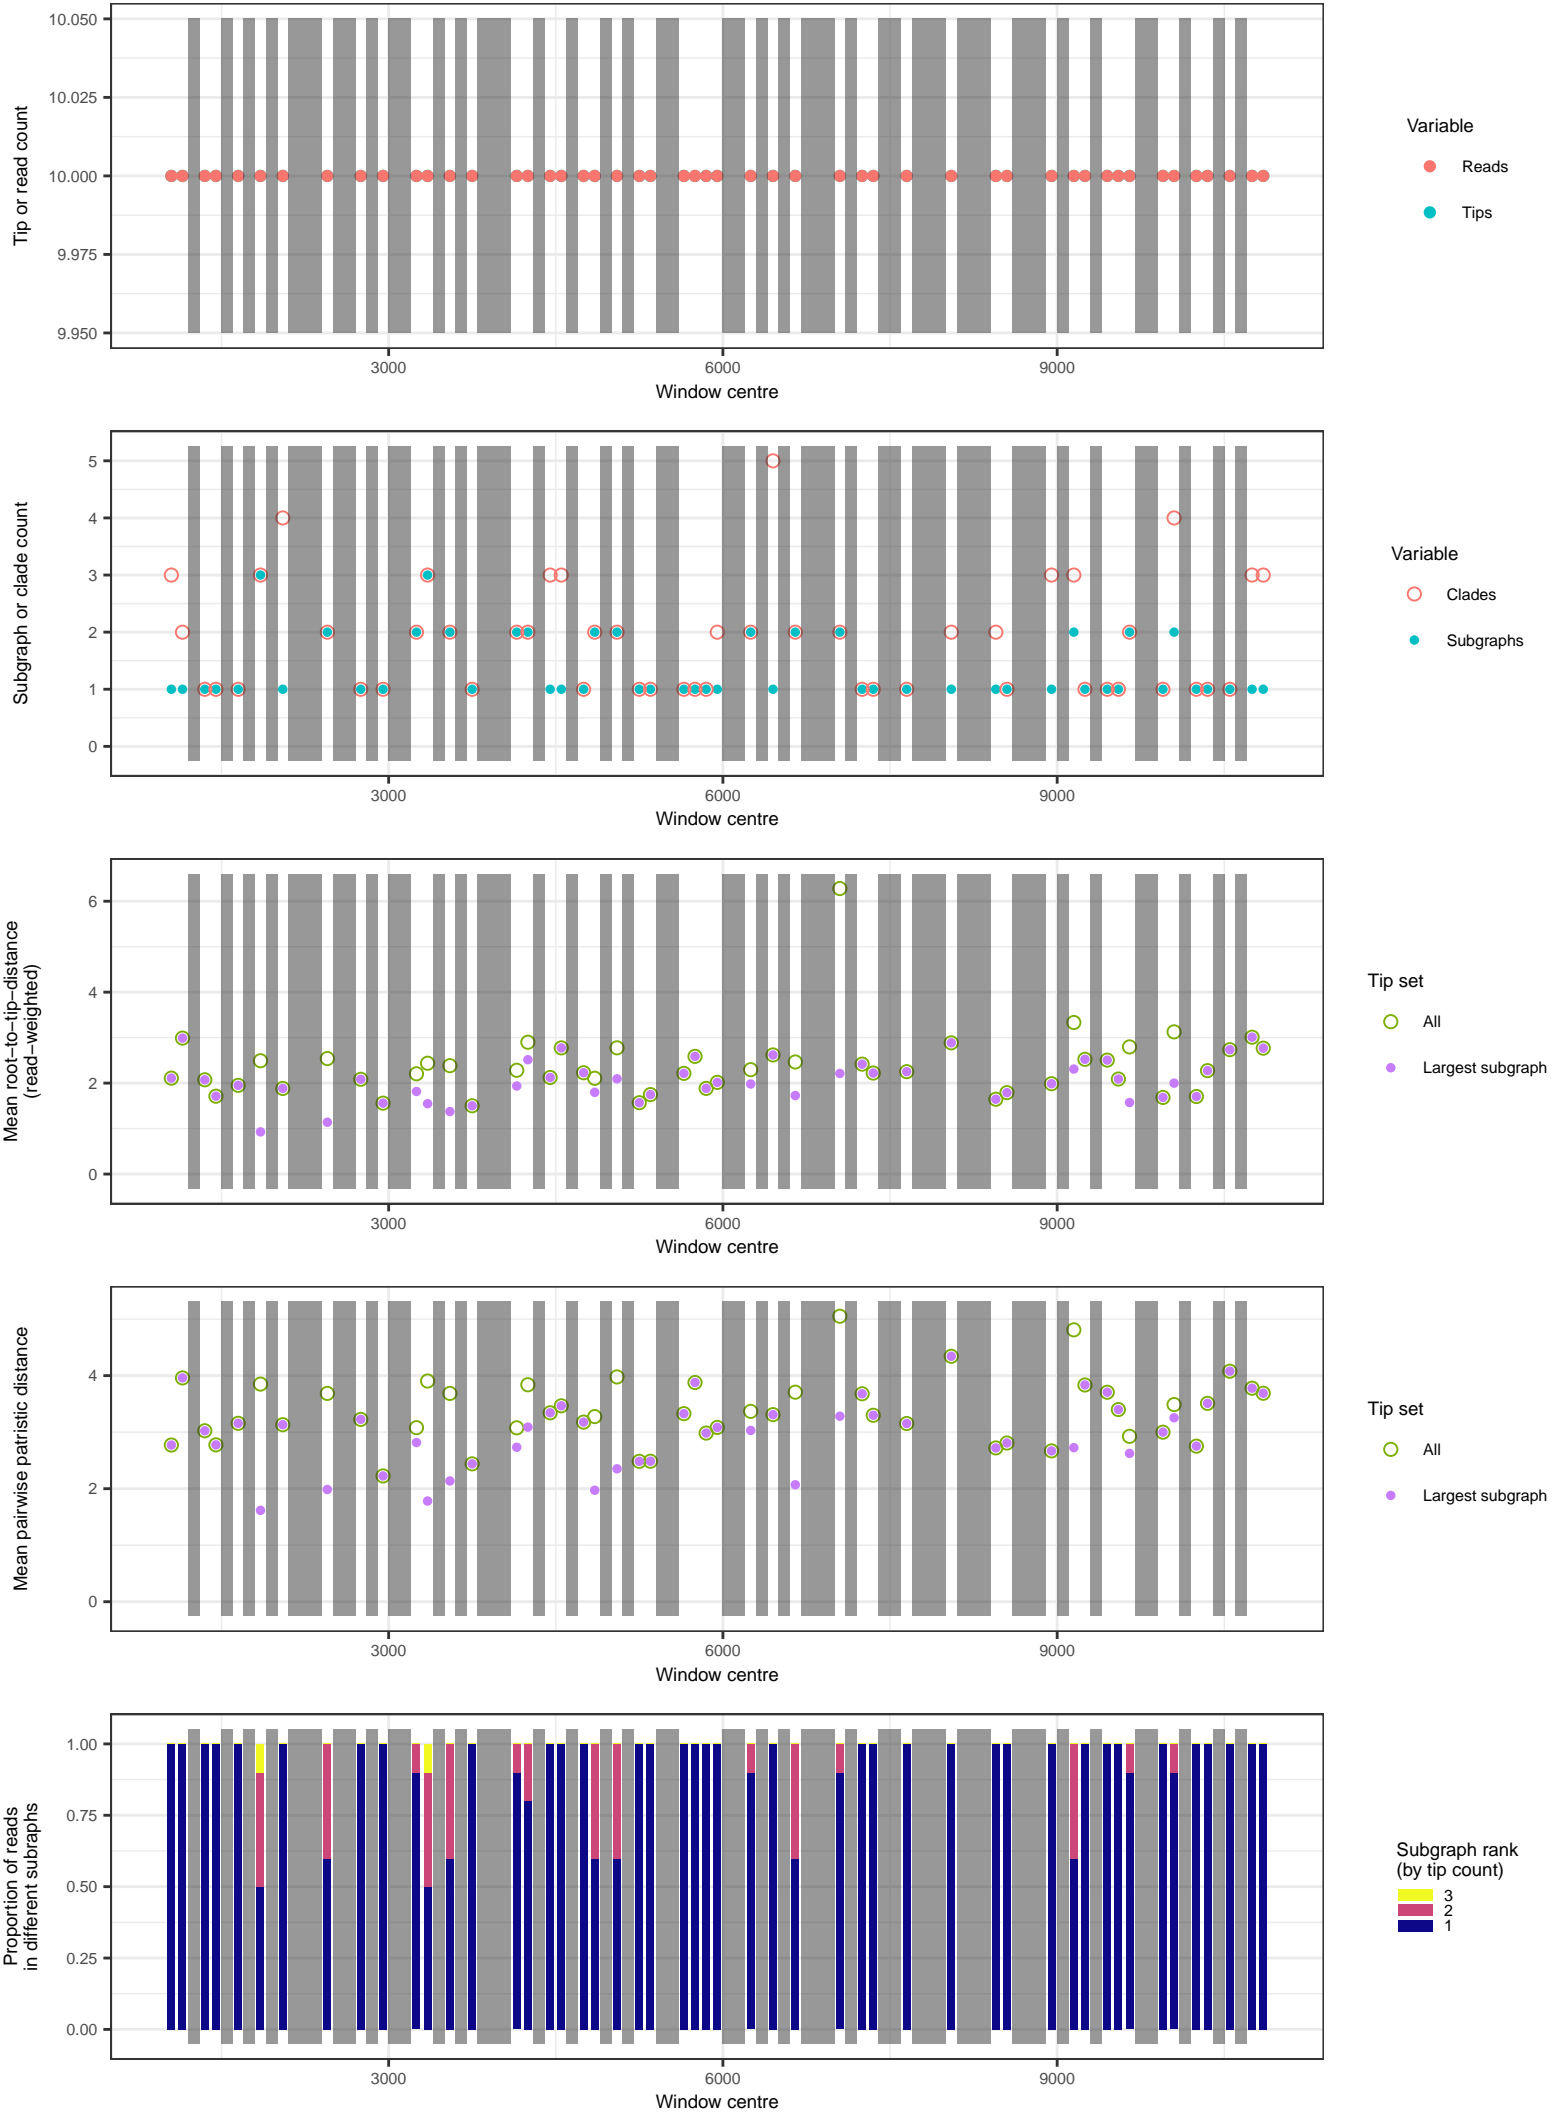 Tip or read count
10.050
10.025
10.000
9.975
9.950
3000 6000 9000
Window centre
Variable
Reads
Tips
Subgraph or clade count
5
4
3
2
1
0
3000 6000 9000
Window centre
Variable
Clades
Subgraphs
Mean root−to−tip−distance
(read−weighted)
6
4
2
0
3000 6000 9000
Window centre
Tip set
All
Largest subgraph
Mean pairwise patristic distance
4
2
0
3000 6000 9000
Window centre
Tip set
All
Largest subgraph
Proportion of reads
in different subraphs
1.00
0.75
0.50
0.25
0.00
3000 6000 9000
Window centre
Subgraph rank
(by tip count)
3
2
1